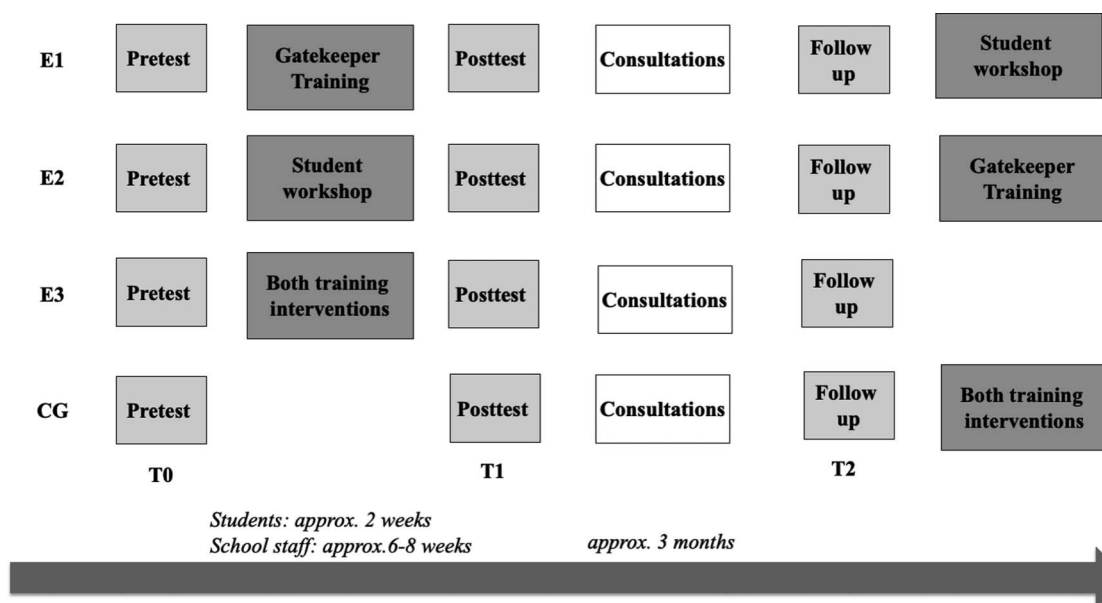 E1
Pretest
Gatekeeper
Training
Posttest
Consultations
Follow
up
Student
workshop
E2
Pretest
Student
workshop
Posttest
Consultations
Follow
up
Gatekeeper
Training
E3
Pretest
Both training
interventions
Posttest
Consultations
Follow
up
CG
Pretest
Posttest
Consultations
Follow
up
Both training
interventions
T0
T1
T2
Students: approx. 2 weeks
School staff: approx.6-8 weeks
approx. 3 months